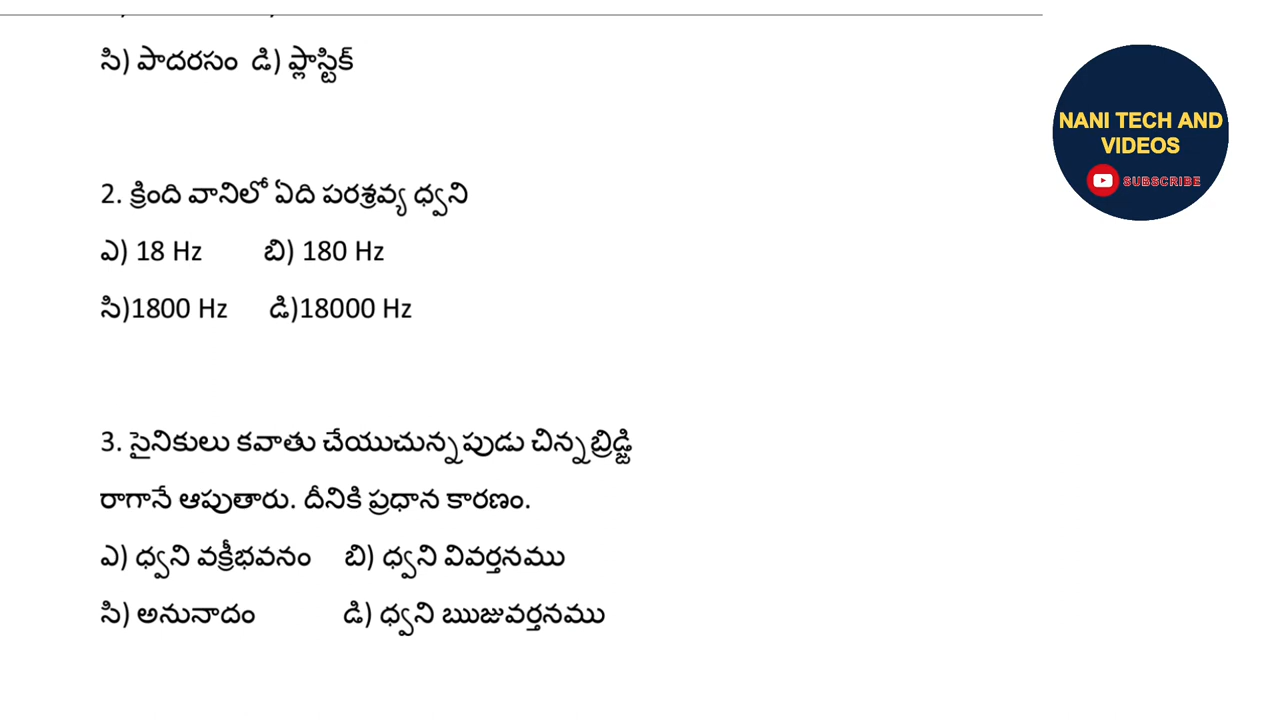 సి) పాదరసం డి) ప్లాస్టిక్
NANI TECH AND
VIDEOS
SUBSCRIBE
2. క్రింది వానిలో ఏది పరశ్రవ్య ధ్వని
ఎ) 18 Hz బి) 180 Hz
సి)1800 Hz డి)18000 Hz
3. సైనికులు కవాతు చేయుచున్నపుడు చిన్న బ్రిడ్జి
రాగానే ఆపుతారు. దీనికి ప్రధాన కారణం.
ఎ) ధ్వని వక్రీభవనం బి) ధ్వని వివర్తనము
సి) అనునాదం డి) ధ్వని ఋజువర్తనము